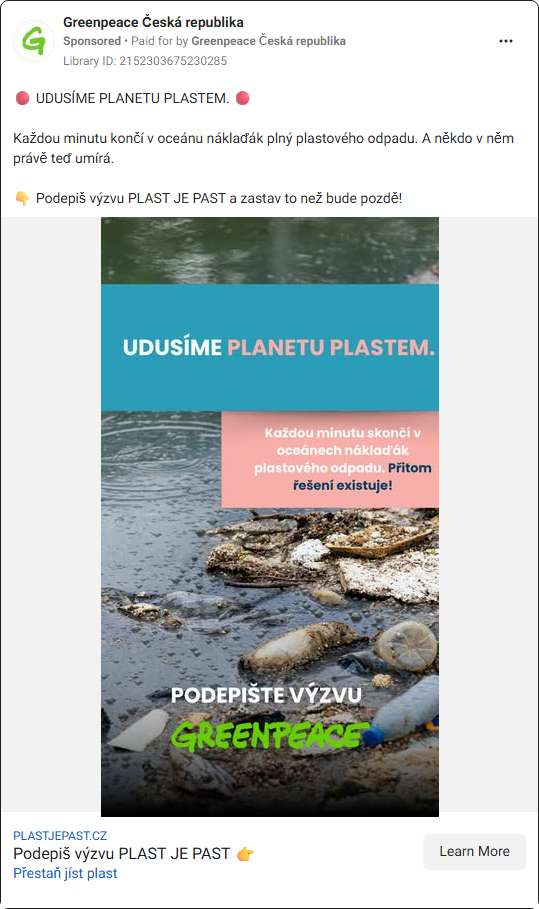 Greenpeace Česká republika
Sponsored • Paid for by Greenpeace Česká republika
Library ID: 2152303675230285
UDUSÍME PLANETU PLASTEM.
Každou minutu končí v oceánu náklaďák plný plastového odpadu. A někdo v něm
právě teď umírá.
👇 Podepiš výzvu PLAST JE PAST a zastav to než bude pozdě!
UDUSÍME PLANETU PLASTEM.
Každou minutu skončí v
oceánech náklaďák
plastového odpadu. Přitom
řešení existuje!
PODEPIŠTE VÝZVU
GREENPEACE
PLASTJEPAST.CZ
Podepiš výzvu PLAST JE PAST 👉
Přestaň jíst plast
Learn More